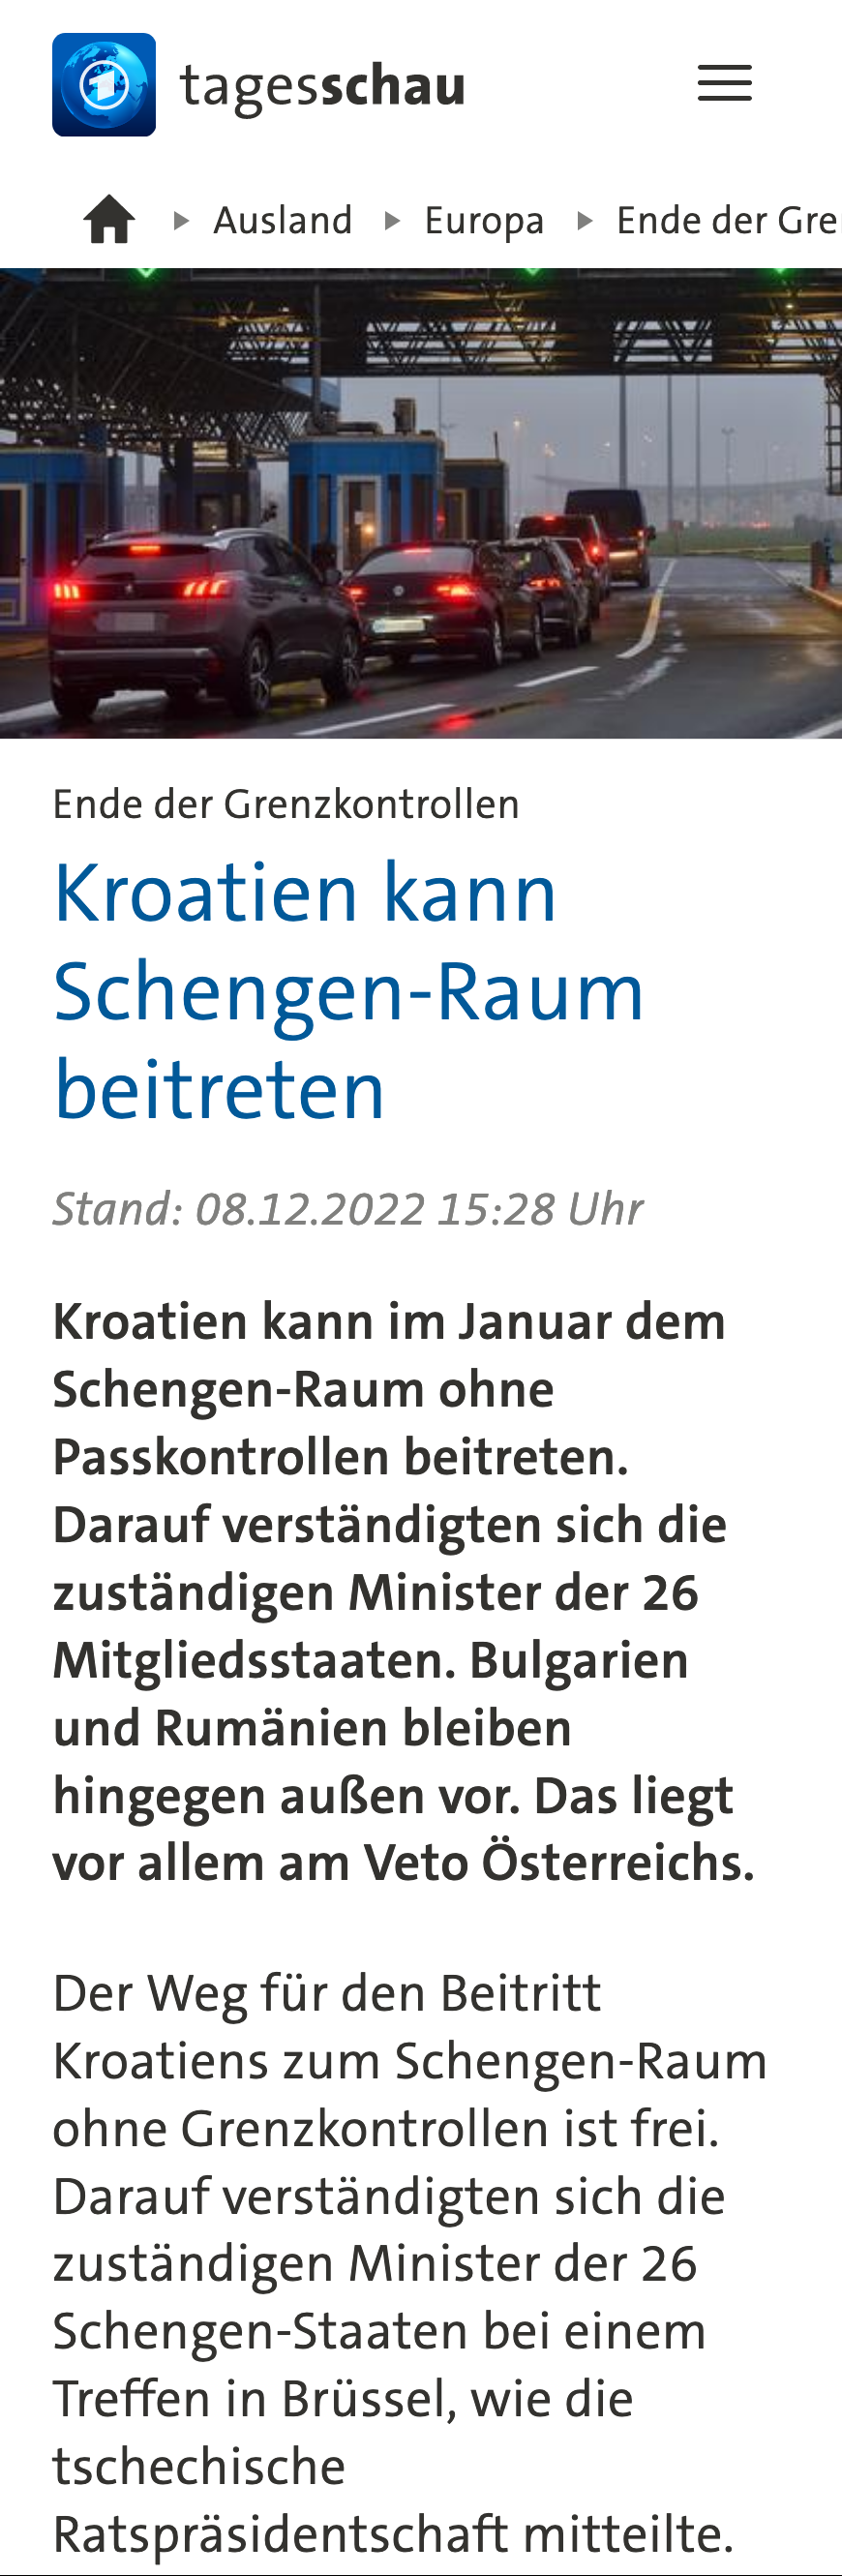 tagesschau
Ausland Europa Ende der Gre
Ende der Grenzkontrollen
Kroatien kann
Schengen-Raum
beitreten
Stand: 08.12.2022 15:28 Uhr
Kroatien kann im Januar dem
Schengen-Raum ohne
Passkontrollen beitreten.
Darauf verständigten sich die
zuständigen Minister der 26
Mitgliedsstaaten. Bulgarien
und Rumänien bleiben
hingegen außen vor. Das liegt
vor allem am Veto Österreichs.
Der Weg für den Beitritt
Kroatiens zum Schengen-Raum
ohne Grenzkontrollen ist frei.
Darauf verständigten sich die
zuständigen Minister der 26
Schengen-Staaten bei einem
Treffen in Brüssel, wie die
tschechische
Ratspräsidentschaft mitteilte.